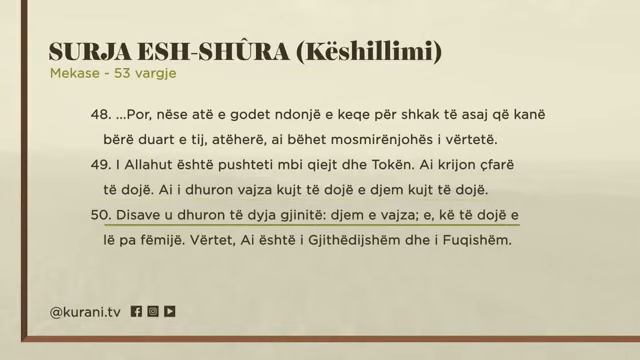 SURJA ESH-SHÛRA (Këshillimi)
Mekase - 53 vargje
48. ...Por, nëse atë e godet ndonjë e keqe për shkak të asaj që kanë
bërë duart e tij, atëherë, ai bëhet mosmirënjohës i vërtetë.
49. I Allahut është pushteti mbi qiejt dhe Tokën. Ai krijon çfarë
të dojë. Ai i dhuron vajza kujt të dojë e djem kujt të dojë.
50. Disave u dhuron të dyja gjinitë: djem e vajza; e, kë të dojë e
lë pa fëmijë. Vërtet, Ai është i Gjithëdijshëm dhe i Fuqishëm.
@kurani.tv